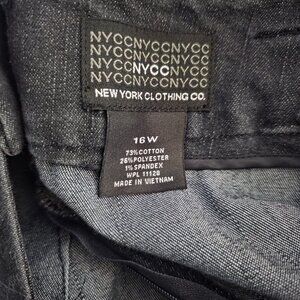 NYCCNYCCNYCC
NYCCNYCCNYCC
NYCCNYCCNYCC
NYCCNYCCNYCC
NEW YORK CLOTHING CO.
16 W
73% COTTON
26% POLYESTER
1% SPANDEX
WPL 11128
MADE IN VIETNAM